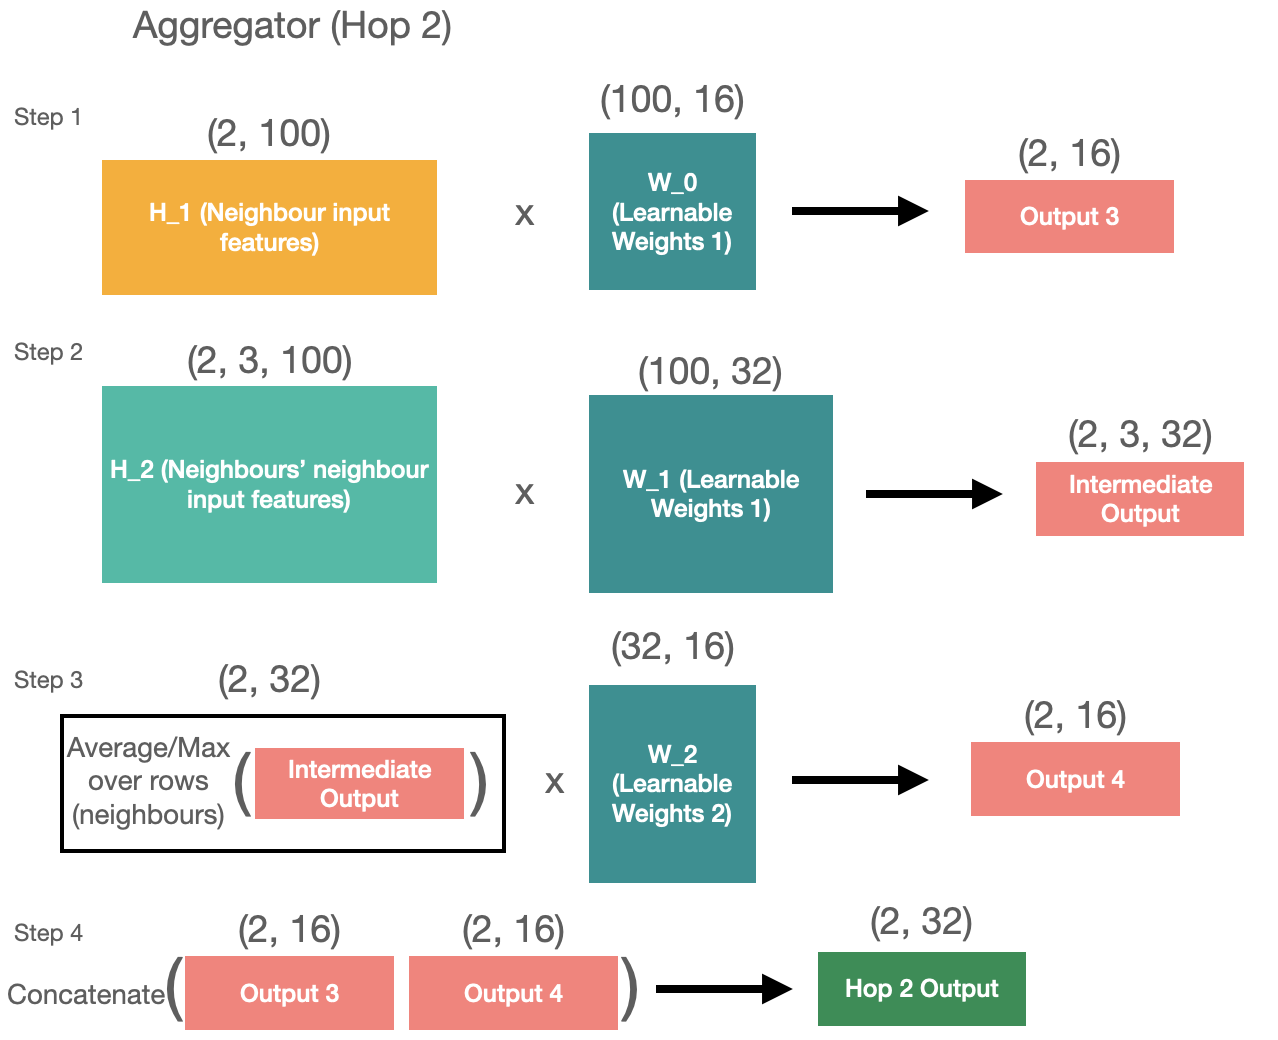 Aggregator (Hop 2)
Step 1
(2, 100)
H_1 (Neighbour input
features)
x
(100, 16)
W_0
(Learnable
Weights 1)
(2, 16)
Output 3
Step 2
(2, 3, 100)
H_2 (Neighbours’ neighbour
input features)
x
(100, 32)
W_1 (Learnable
Weights 1)
(2, 3, 32)
Intermediate
Output
Step 3
(2, 32)
Average/Max
over rows
(neighbours)
(
Intermediate
Output
)
x
(32, 16)
W_2
(Learnable
Weights 2)
(2, 16)
Output 4
Step 4
(2, 16)
(2, 16)
Concatenate
(
Output 3
Output 4
)
(2, 32)
Hop 2 Output